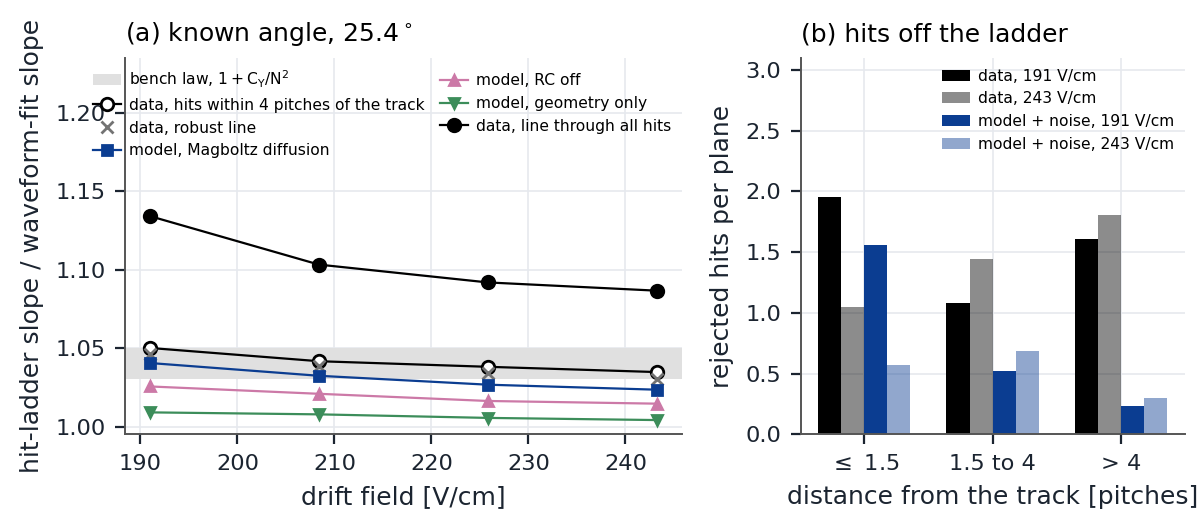 (a) known angle, 25.4°
hit-ladder slope / waveform-fit slope
bench law, 1 + C_Y/N²
data, hits within 4 pitches of the track
data, robust line
model, Magboltz diffusion
model, RC off
model, geometry only
data, line through all hits
1.20
1.15
1.10
1.05
1.00
190 200 210 220 230 240
drift field [V/cm]
(b) hits off the ladder
rejected hits per plane
data, 191 V/cm
data, 243 V/cm
model + noise, 191 V/cm
model + noise, 243 V/cm
3.0
2.5
2.0
1.5
1.0
0.5
0.0
≤ 1.5 1.5 to 4 > 4
distance from the track [pitches]